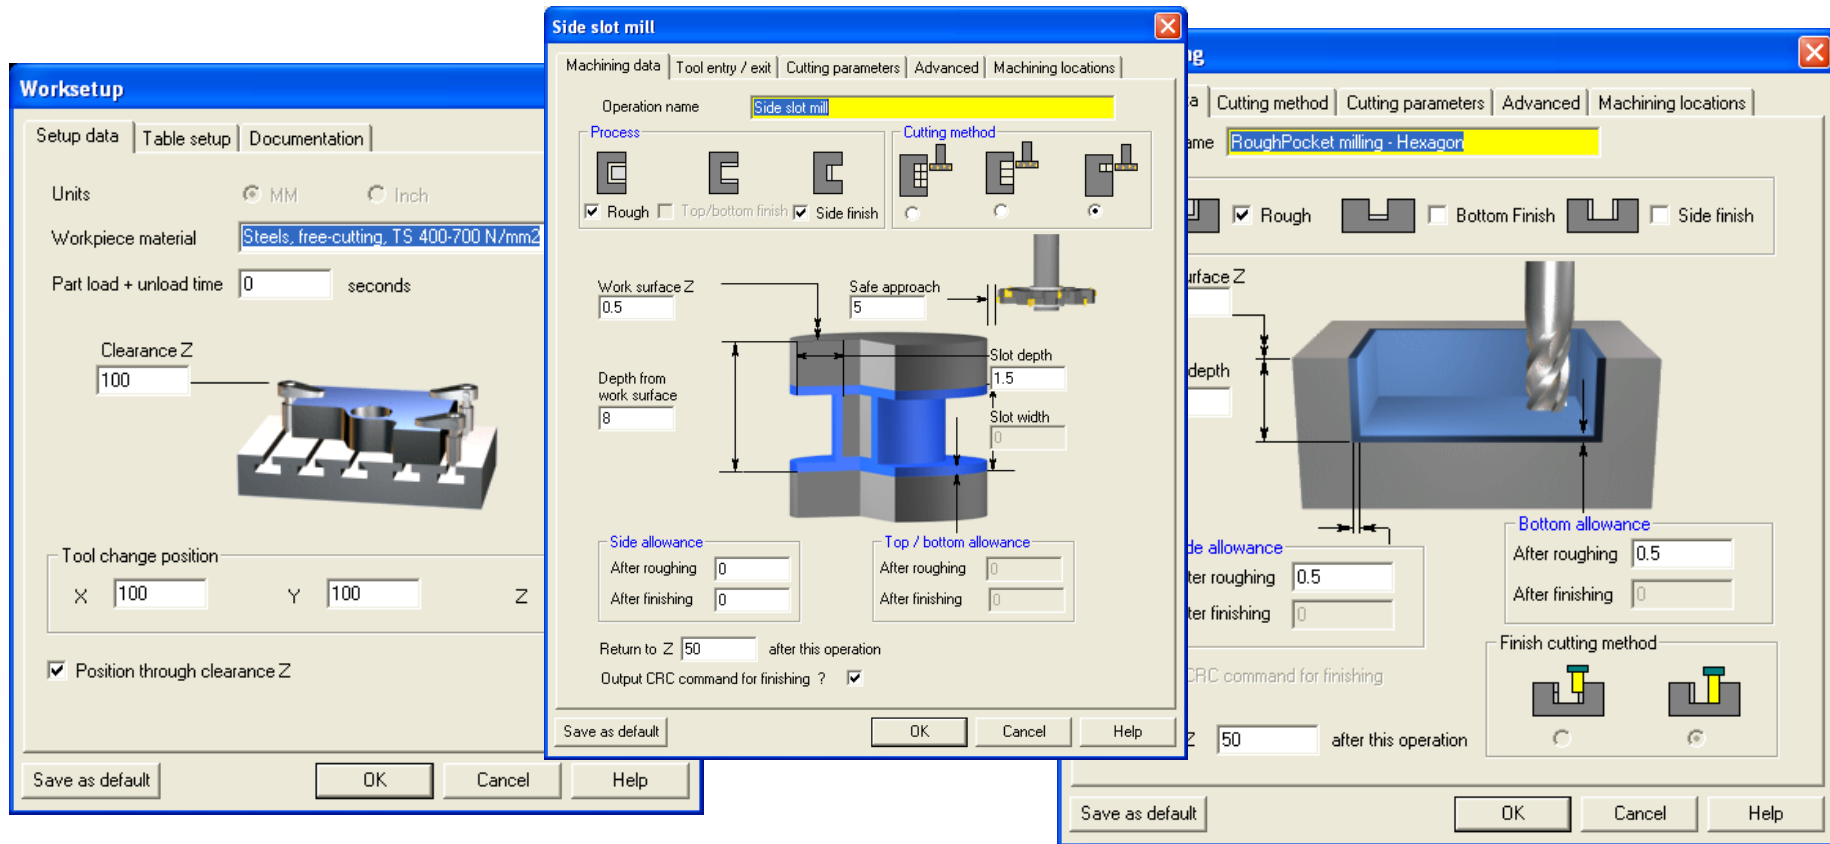 Worksetup
Setup data Table setup Documentation
Units MM Inch
Workpiece material Steels, free-cutting, TS 400-700 N/mm2
Part load + unload time 0 seconds
Clearance Z
100
Tool change position
X 100 Y 100 Z
Position through clearance Z
Save as default OK Cancel Help
Side slot mill
Machining data Tool entry / exit Cutting parameters Advanced Machining locations
Operation name Side slot mill
Process Cutting method
Rough Top/bottom finish Side finish
Work surface Z
0.5
Safe approach
5
Slot depth
1.5
Depth from
work surface
8
Slot width
0
Side allowance Top / bottom allowance
After roughing 0 After roughing 0
After finishing 0 After finishing 0
Return to Z 50 after this operation
Output CRC command for finishing ?
Save as default OK Cancel Help
g
a Cutting method Cutting parameters Advanced Machining locations
ame RoughPocket milling - Hexagon
Rough Bottom Finish Side finish
urface Z
depth
Bottom allowance
After roughing 0.5
After finishing 0
de allowance
ter roughing 0.5
ter finishing 0
Finish cutting method
CRC command for finishing
Z 50 after this operation
Save as default OK Cancel Help